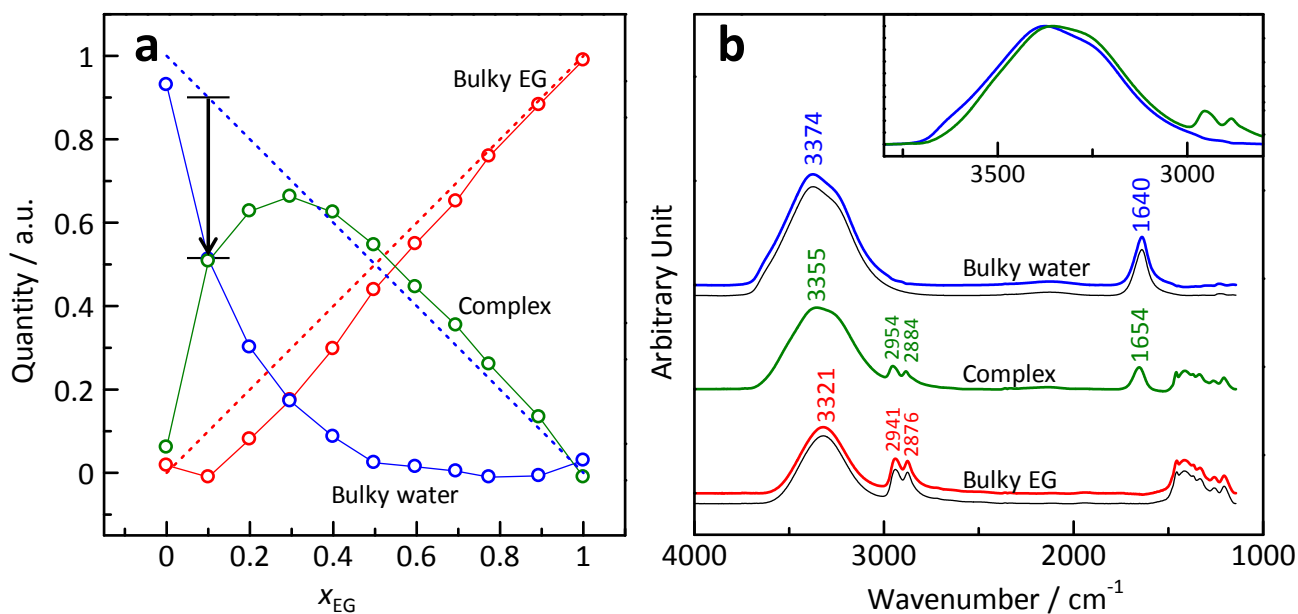 a
Quantity / a.u.
1
0.8
0.6
0.4
0.2
0
Bulky EG
Complex
Bulky water
0 0.2 0.4 0.6 0.8 1
xEG
b
Arbitrary Unit
3500 3000
3374
1640
Bulky water
3355
2954
2884
1654
Complex
3321
2941
2876
Bulky EG
4000 3000 2000 1000
Wavenumber / cm⁻¹